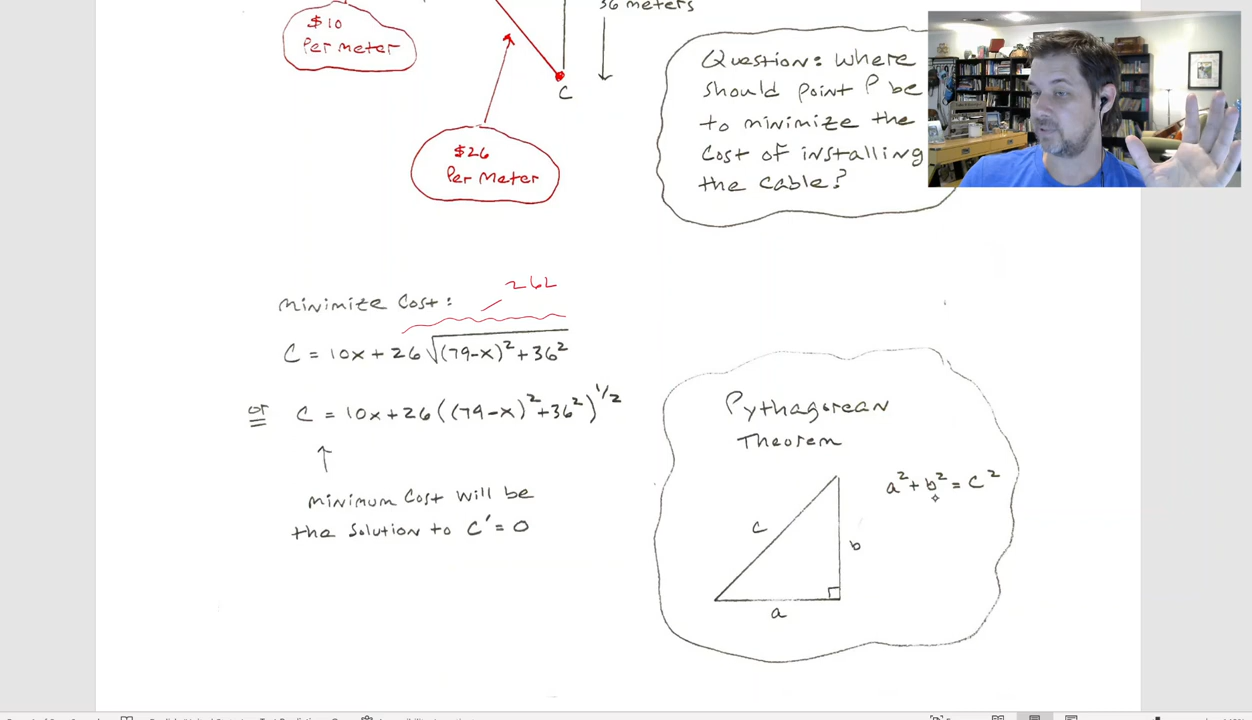 36 meters
$10
Per meter
C
$26
Per Meter
Question: Where
should point P be
to minimize the
Cost of installing
the cable?
Minimize Cost:
26z
C = 10x + 26 √(79-x)² + 36²
or C = 10x + 26 ((79-x)² + 36²)^1/2
↑
Minimum Cost will be
the solution to C' = 0
Pythagorean
Theorem
a² + b² = c²
c
b
a